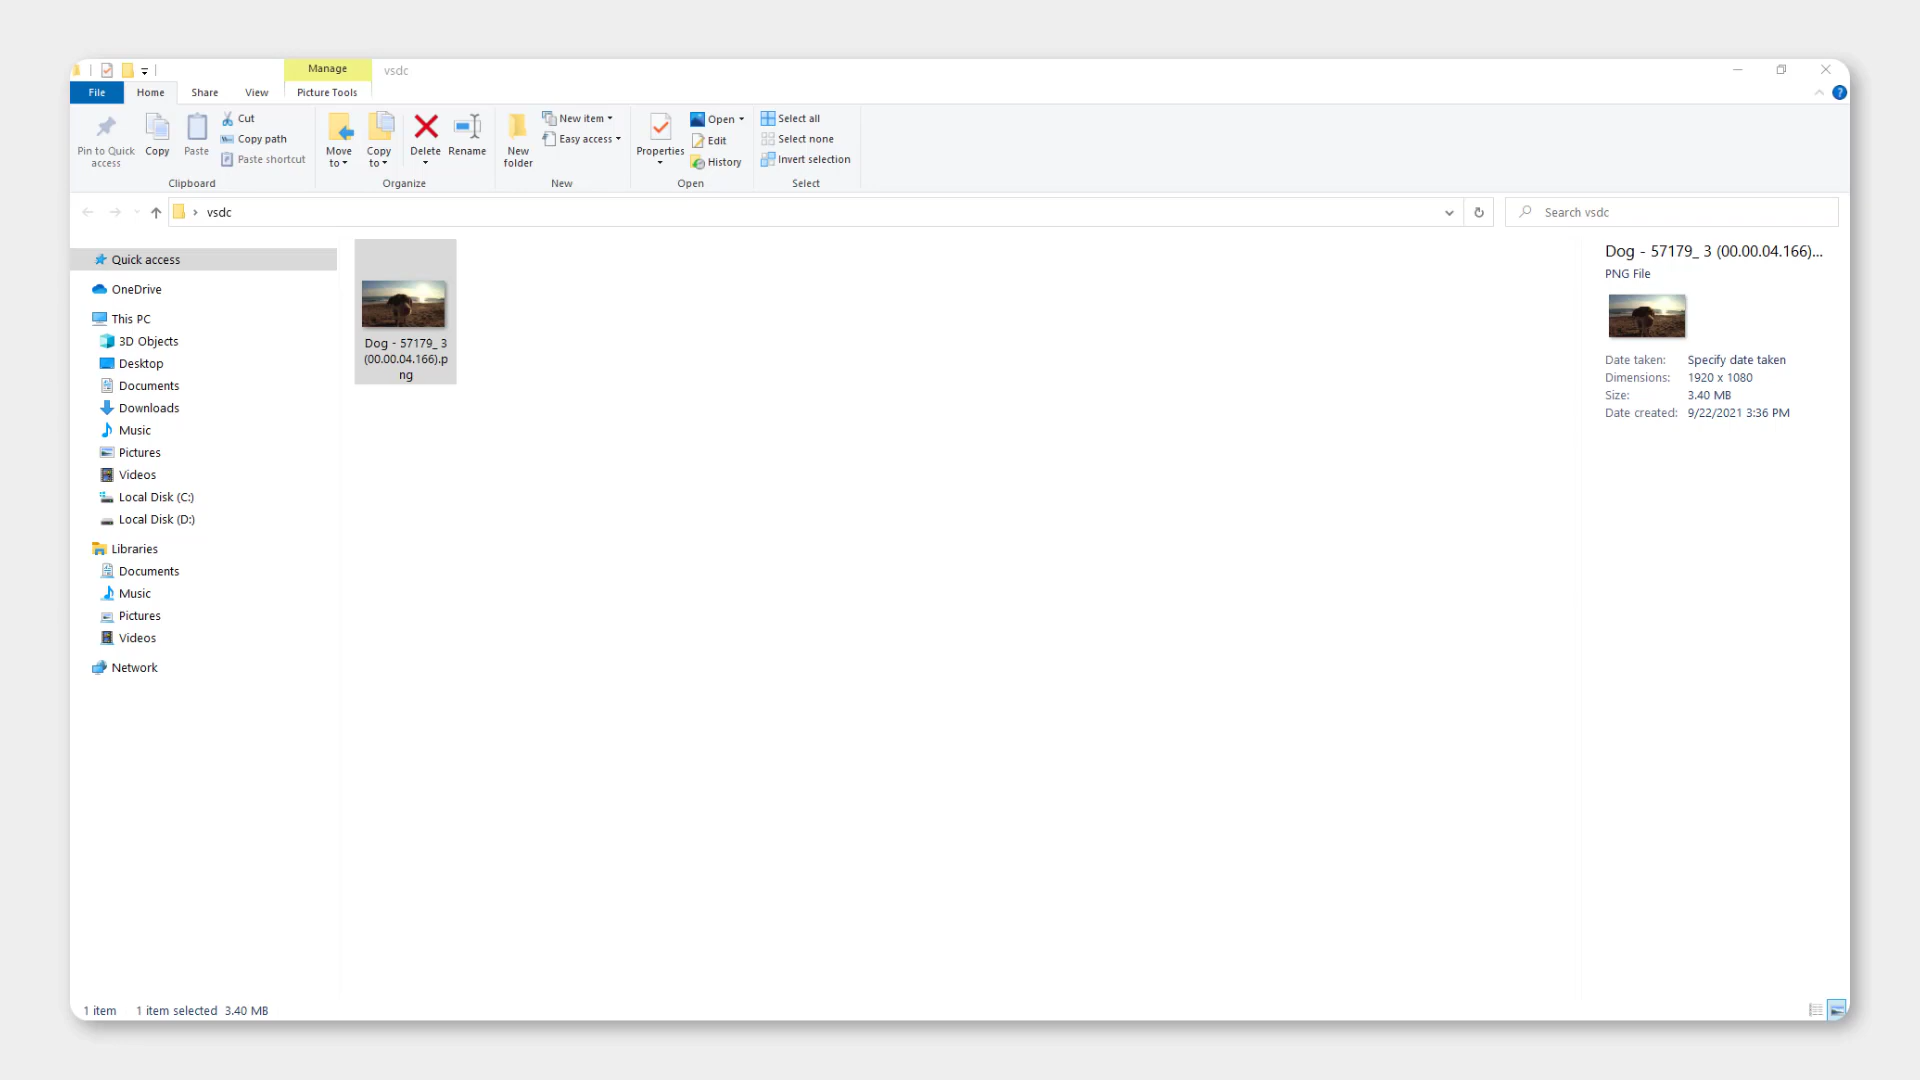 Manage
vsdc
File
Home
Share
View
Picture Tools
Pin to Quick
access
Copy
Paste
Cut
Copy path
Paste shortcut
Clipboard
Move
to
Copy
to
Delete
Rename
Organize
New
folder
New item
Easy access
New
Properties
Open
Edit
History
Open
Select all
Select none
Invert selection
Select
vsdc
Search vsdc
Quick access
OneDrive
This PC
3D Objects
Desktop
Documents
Downloads
Music
Pictures
Videos
Local Disk (C:)
Local Disk (D:)
Libraries
Documents
Music
Pictures
Videos
Network
Dog - 57179_ 3
(00.00.04.166).p
ng
Dog - 57179_ 3 (00.00.04.166)...
PNG File
Date taken: Specify date taken
Dimensions: 1920 x 1080
Size: 3.40 MB
Date created: 9/22/2021 3:36 PM
1 item 1 item selected 3.40 MB